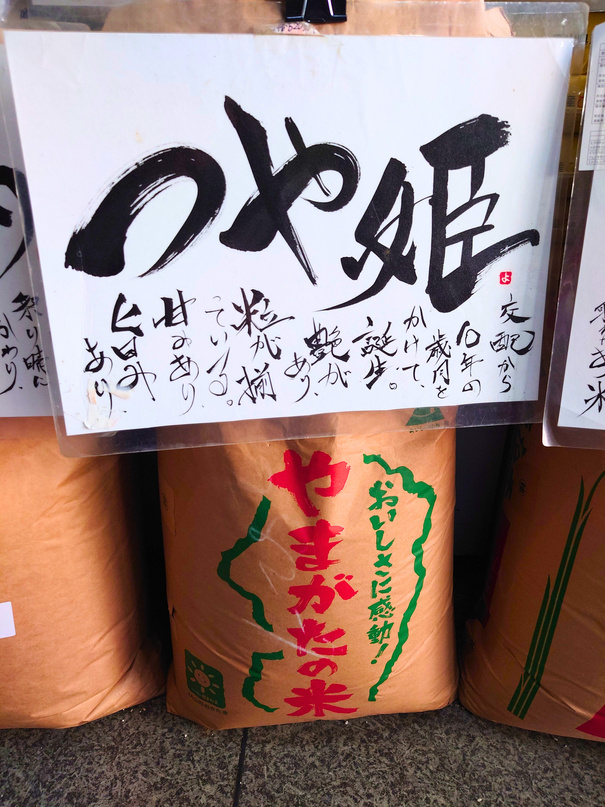 つや姫
よ
交配から
10年の
歳月を
かけて、
誕生。
艶が
あり、
粒が揃
っている。
甘みあり、
旨み
あり、
おいしさに感動!
やまがたの米